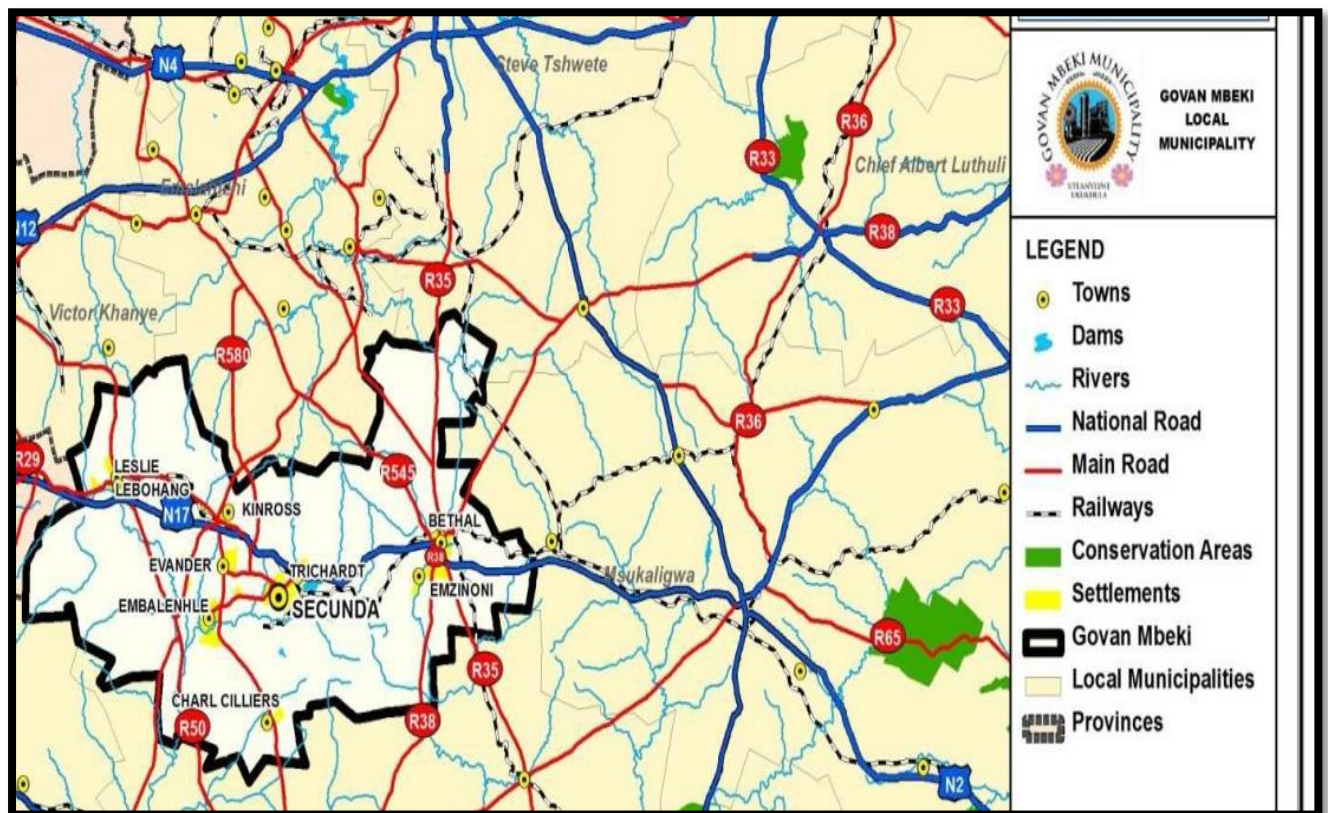 Steve Tshwete
N4
R36
R33
Chief Albert Luthuli
R38
N12
R35
R33
Victor Khanye
R580
R36
R29
LESLIE
LEBOHANG
R545
N17
KINROSS
BETHAL
R38
EVANDER
TRICHARDT
EMZINONI
Msukaligwa
EMBALENHLE
SECUNDA
R65
R35
CHARL CILLIERS
R50
R38
N2
GOVAN MBEKI MUNICIPALITY
GOVAN MBEKI
LOCAL
MUNICIPALITY
LEGEND
Towns
Dams
Rivers
National Road
Main Road
Railways
Conservation Areas
Settlements
Govan Mbeki
Local Municipalities
Provinces